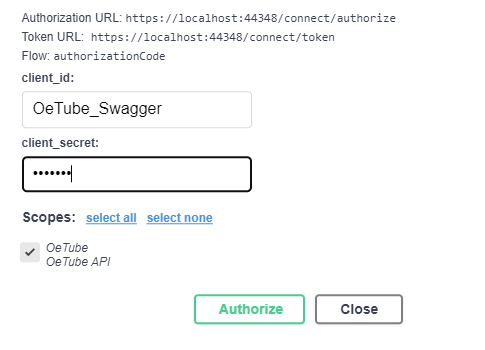 Authorization URL: https://localhost:44348/connect/authorize
Token URL: https://localhost:44348/connect/token
Flow: authorizationCode
client_id:
OeTube_Swagger
client_secret:
•••••••
Scopes: select all select none
OeTube
OeTube API
Authorize Close